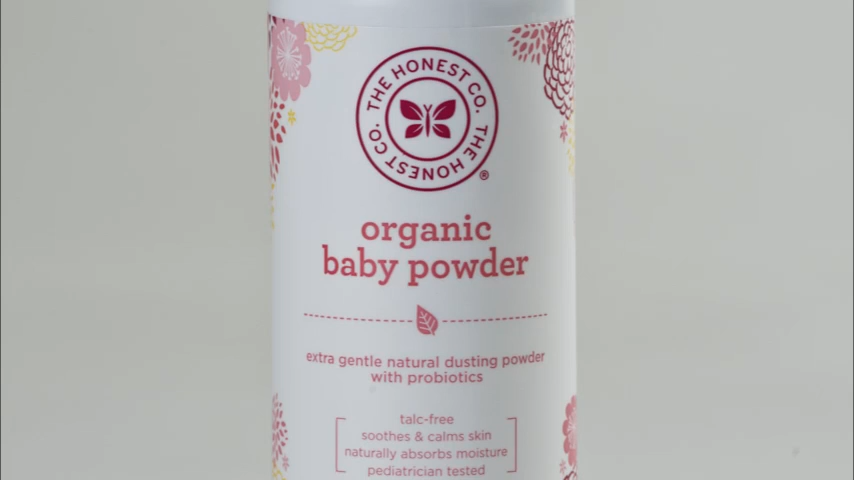 THE HONEST CO. THE HONEST CO.
®
organic
baby powder
extra gentle natural dusting powder
with probiotics
talc-free
soothes & calms skin
naturally absorbs moisture
pediatrician tested